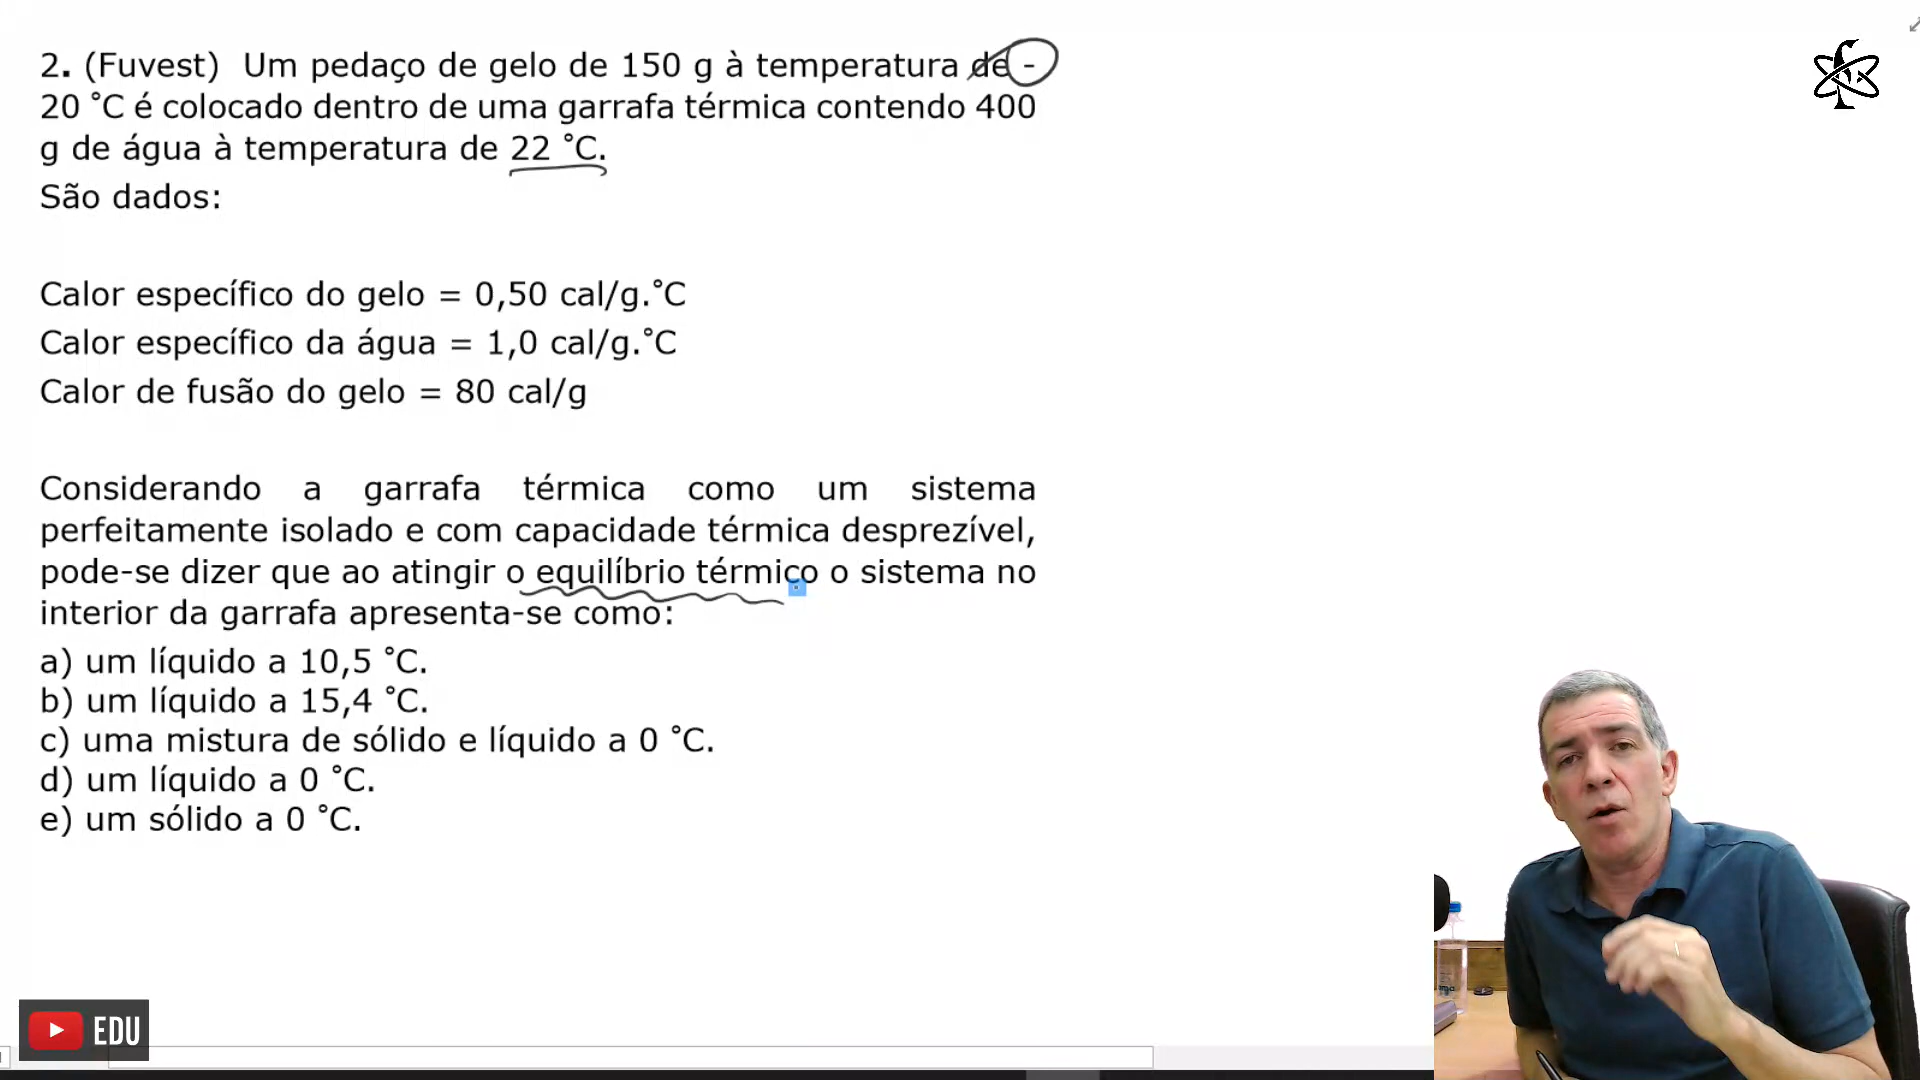 2. (Fuvest) Um pedaço de gelo de 150 g à temperatura de -
20 °C é colocado dentro de uma garrafa térmica contendo 400
g de água à temperatura de 22 °C.
São dados:
Calor específico do gelo = 0,50 cal/g.°C
Calor específico da água = 1,0 cal/g.°C
Calor de fusão do gelo = 80 cal/g
Considerando a garrafa térmica como um sistema
perfeitamente isolado e com capacidade térmica desprezível,
pode-se dizer que ao atingir o equilíbrio térmico o sistema no
interior da garrafa apresenta-se como:
a) um líquido a 10,5 °C.
b) um líquido a 15,4 °C.
c) uma mistura de sólido e líquido a 0 °C.
d) um líquido a 0 °C.
e) um sólido a 0 °C.
EDU